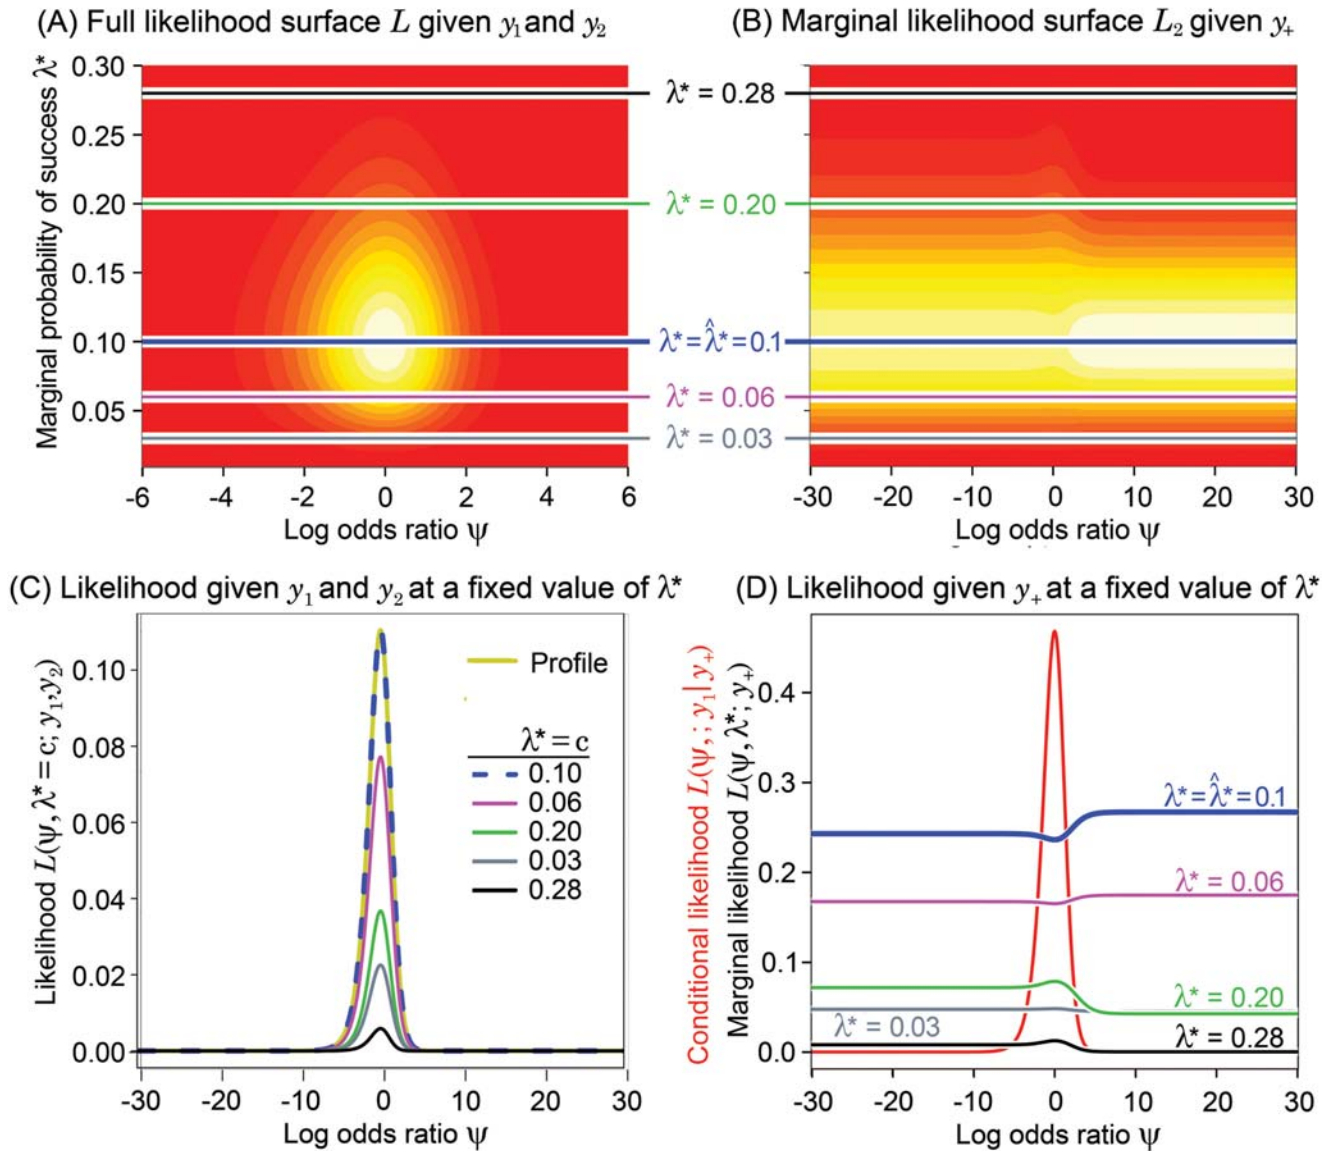 (A) Full likelihood surface L given y₁ and y₂
(B) Marginal likelihood surface L₂ given y₊
Marginal probability of success λ*
0.30
0.25
0.20
0.15
0.10
0.05
-6 -4 -2 0 2 4 6
Log odds ratio ψ
λ* = 0.28
λ* = 0.20
λ* = λ̂* = 0.1
λ* = 0.06
λ* = 0.03
-30 -20 -10 0 10 20 30
Log odds ratio ψ
(C) Likelihood given y₁ and y₂ at a fixed value of λ*
(D) Likelihood given y₊ at a fixed value of λ*
Likelihood L(ψ, λ* = c; y₁,y₂)
0.10
0.08
0.06
0.04
0.02
0.00
Profile
λ* = c
0.10
0.06
0.20
0.03
0.28
-30 -20 -10 0 10 20 30
Log odds ratio ψ
Conditional likelihood L(ψ, ; y₁| y₊)
Marginal likelihood L(ψ, λ*; y₊)
0.4
0.3
0.2
0.1
0.0
λ* = λ̂* = 0.1
λ* = 0.06
λ* = 0.20
λ* = 0.03
λ* = 0.28
-30 -20 -10 0 10 20 30
Log odds ratio ψ